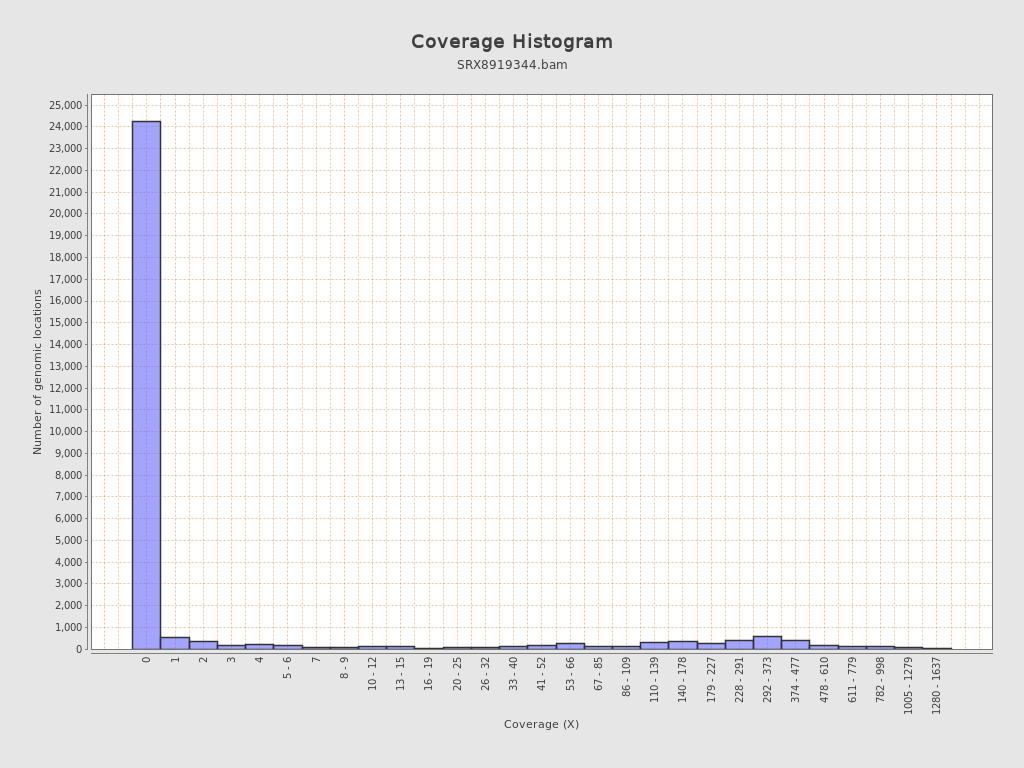 Coverage Histogram
SRX8919344.bam
Number of genomic locations
25,000
24,000
23,000
22,000
21,000
20,000
19,000
18,000
17,000
16,000
15,000
14,000
13,000
12,000
11,000
10,000
9,000
8,000
7,000
6,000
5,000
4,000
3,000
2,000
1,000
0
0
1
2
3
4
5 - 6
7
8 - 9
10 - 12
13 - 15
16 - 19
20 - 25
26 - 32
33 - 40
41 - 52
53 - 66
67 - 85
86 - 109
110 - 139
140 - 178
179 - 227
228 - 291
292 - 373
374 - 477
478 - 610
611 - 779
782 - 998
1005 - 1279
1280 - 1637
Coverage (X)